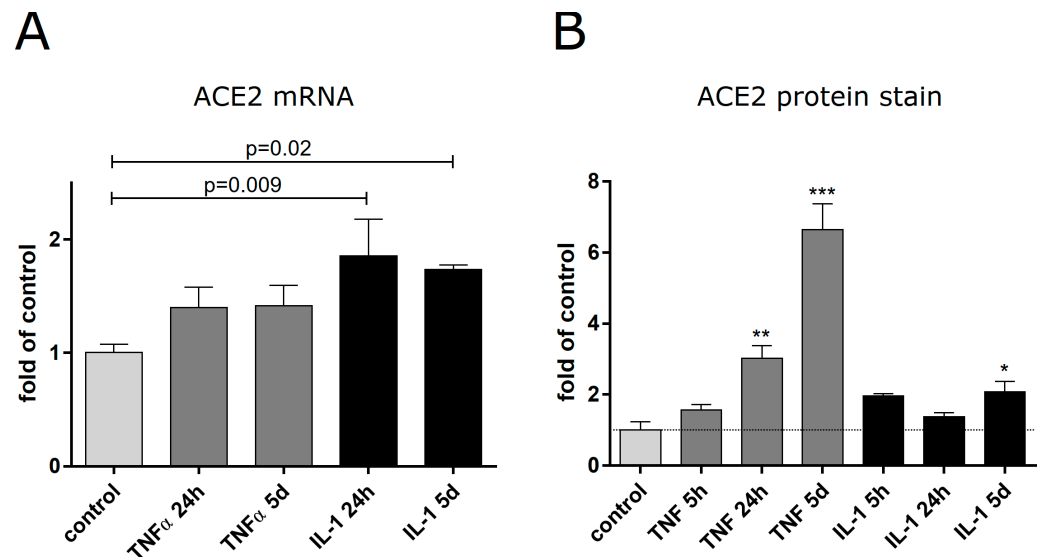 A
ACE2 mRNA
p=0.02
p=0.009
fold of control
2
1
0
control
TNFα 24h
TNFα 5d
IL-1 24h
IL-1 5d
B
ACE2 protein stain
fold of control
8
6
4
2
0
***
**
*
control
TNF 5h
TNF 24h
TNF 5d
IL-1 5h
IL-1 24h
IL-1 5d